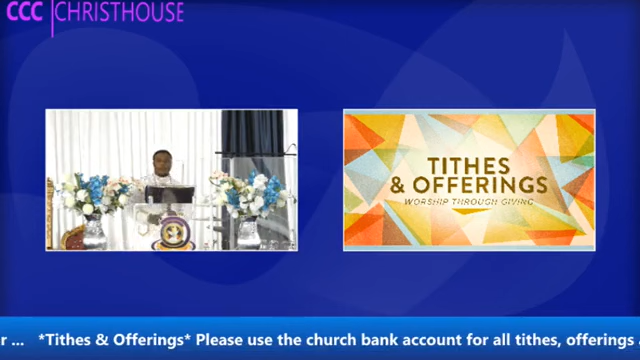 CCC CHRISTHOUSE
TITHES
& OFFERINGS
WORSHIP THROUGH GIVING
r ... *Tithes & Offerings* Please use the church bank account for all tithes, offerings